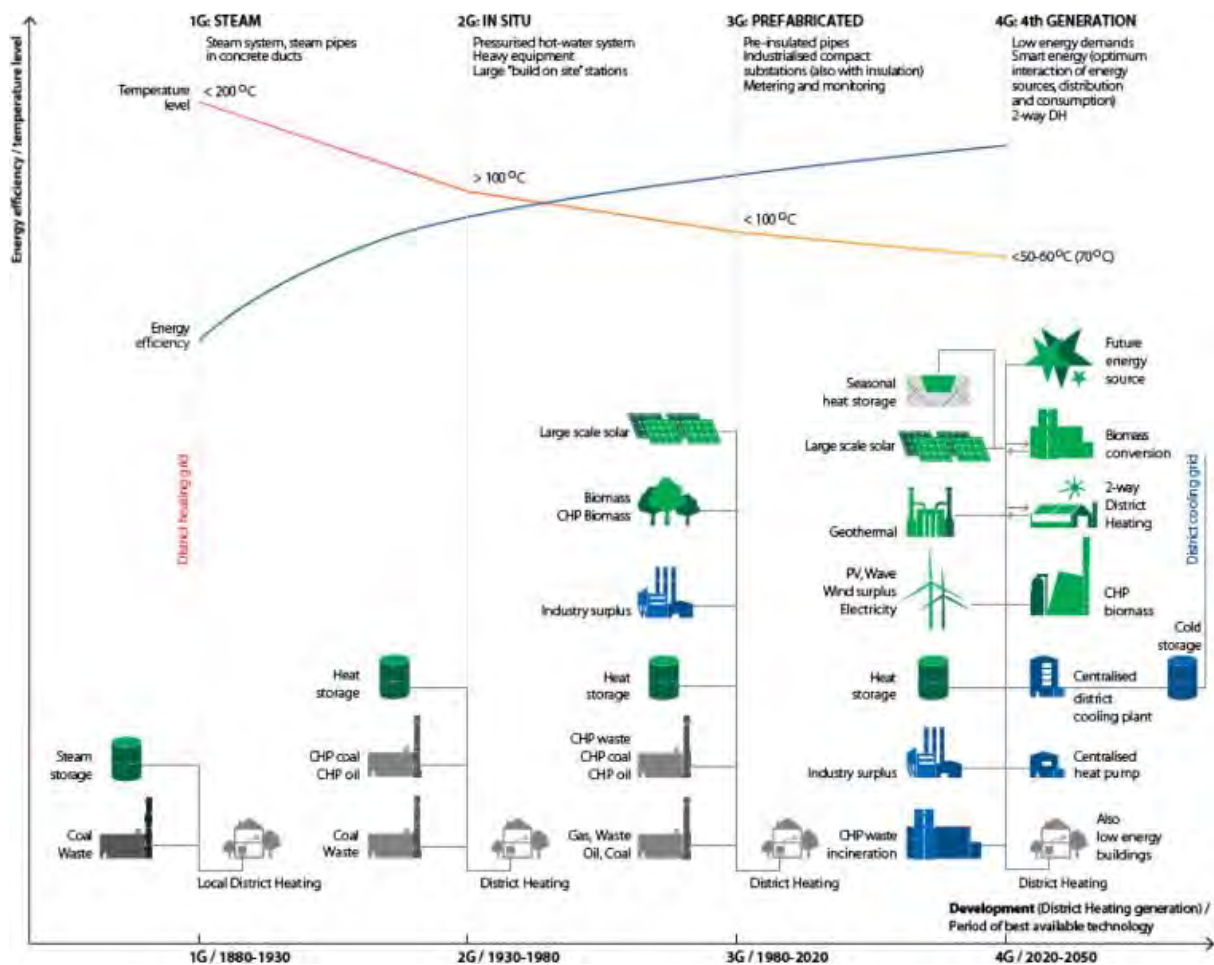 1G: STEAM
Steam system, steam pipes
in concrete ducts
2G: IN SITU
Pressurised hot-water system
Heavy equipment
Large "build on site" stations
3G: PREFABRICATED
Pre-insulated pipes
Industrialised compact
substations (also with insulation)
Metering and monitoring
4G: 4th GENERATION
Low energy demands
Smart energy (optimum
interaction of energy
sources, distribution
and consumption)
2-way DH
Energy efficiency / temperature level
Temperature
level
< 200 °C
> 100 °C
< 100 °C
<50-60 °C (70°C)
Energy
efficiency
District heating grid
Steam
storage
Coal
Waste
Local District Heating
Heat
storage
CHP coal
CHP oil
Coal
Waste
District Heating
Large scale solar
Biomass
CHP Biomass
Industry surplus
Heat
storage
CHP waste
CHP coal
CHP oil
Gas, Waste
Oil, Coal
District Heating
Seasonal
heat storage
Large scale solar
Geothermal
PV, Wave
Wind surplus
Electricity
Heat
storage
Industry surplus
CHP waste
incineration
Future
energy
source
Biomass
conversion
2-way
District
Heating
CHP
biomass
Cold
storage
Centralised
district
cooling plant
Centralised
heat pump
Also
low energy
buildings
District Heating
District cooling grid
Development (District Heating generation) /
Period of best available technology
1G / 1880-1930
2G / 1930-1980
3G / 1980-2020
4G / 2020-2050